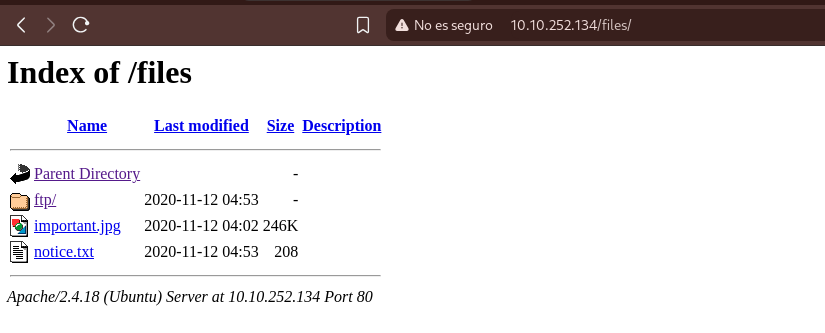 No es seguro 10.10.252.134/files/
Index of /files
Name Last modified Size Description
Parent Directory -
ftp/ 2020-11-12 04:53 -
important.jpg 2020-11-12 04:02 246K
notice.txt 2020-11-12 04:53 208
Apache/2.4.18 (Ubuntu) Server at 10.10.252.134 Port 80